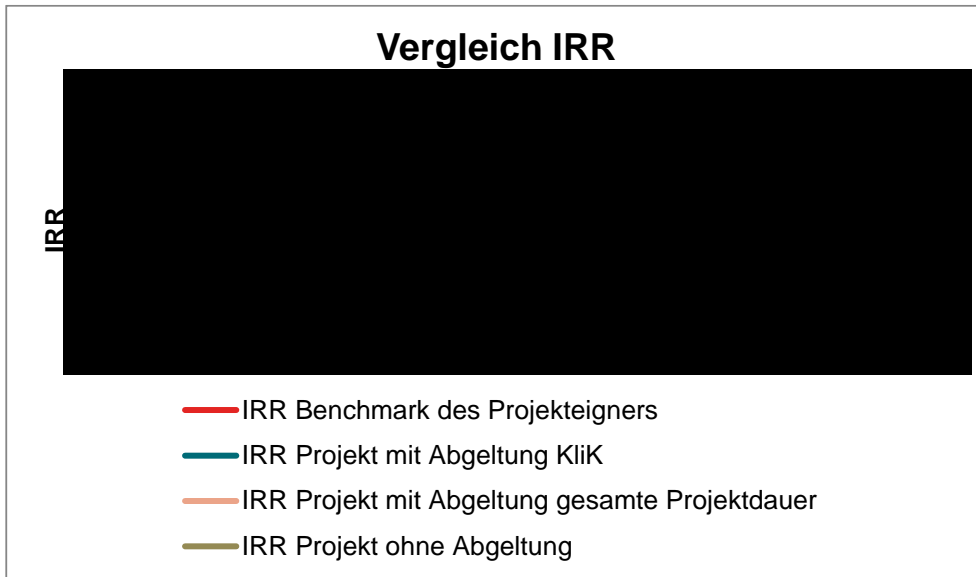 Vergleich IRR
IRR
IRR Benchmark des Projekteigners
IRR Projekt mit Abgeltung KliK
IRR Projekt mit Abgeltung gesamte Projektdauer
IRR Projekt ohne Abgeltung